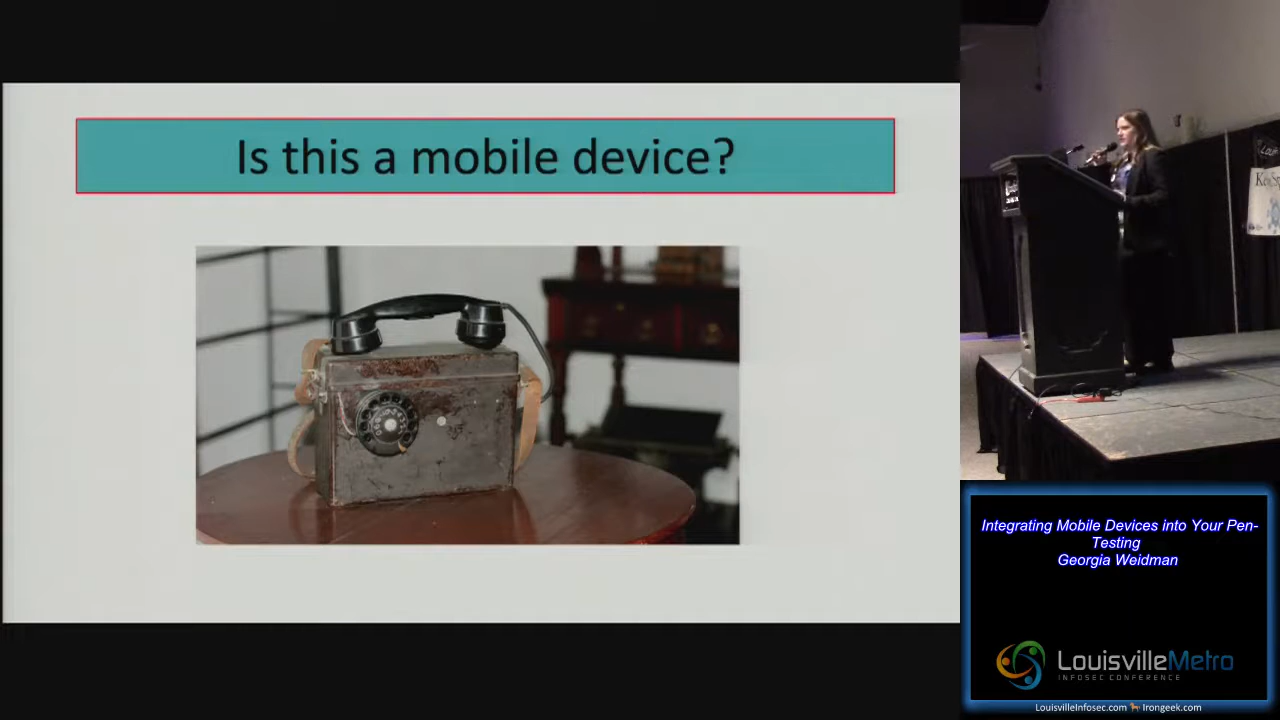 Is this a mobile device?
Integrating Mobile Devices into Your Pen-
Testing
Georgia Weidman
LouisvilleMetro
INFOSEC CONFERENCE
LouisvilleInfosec.com Irongeek.com